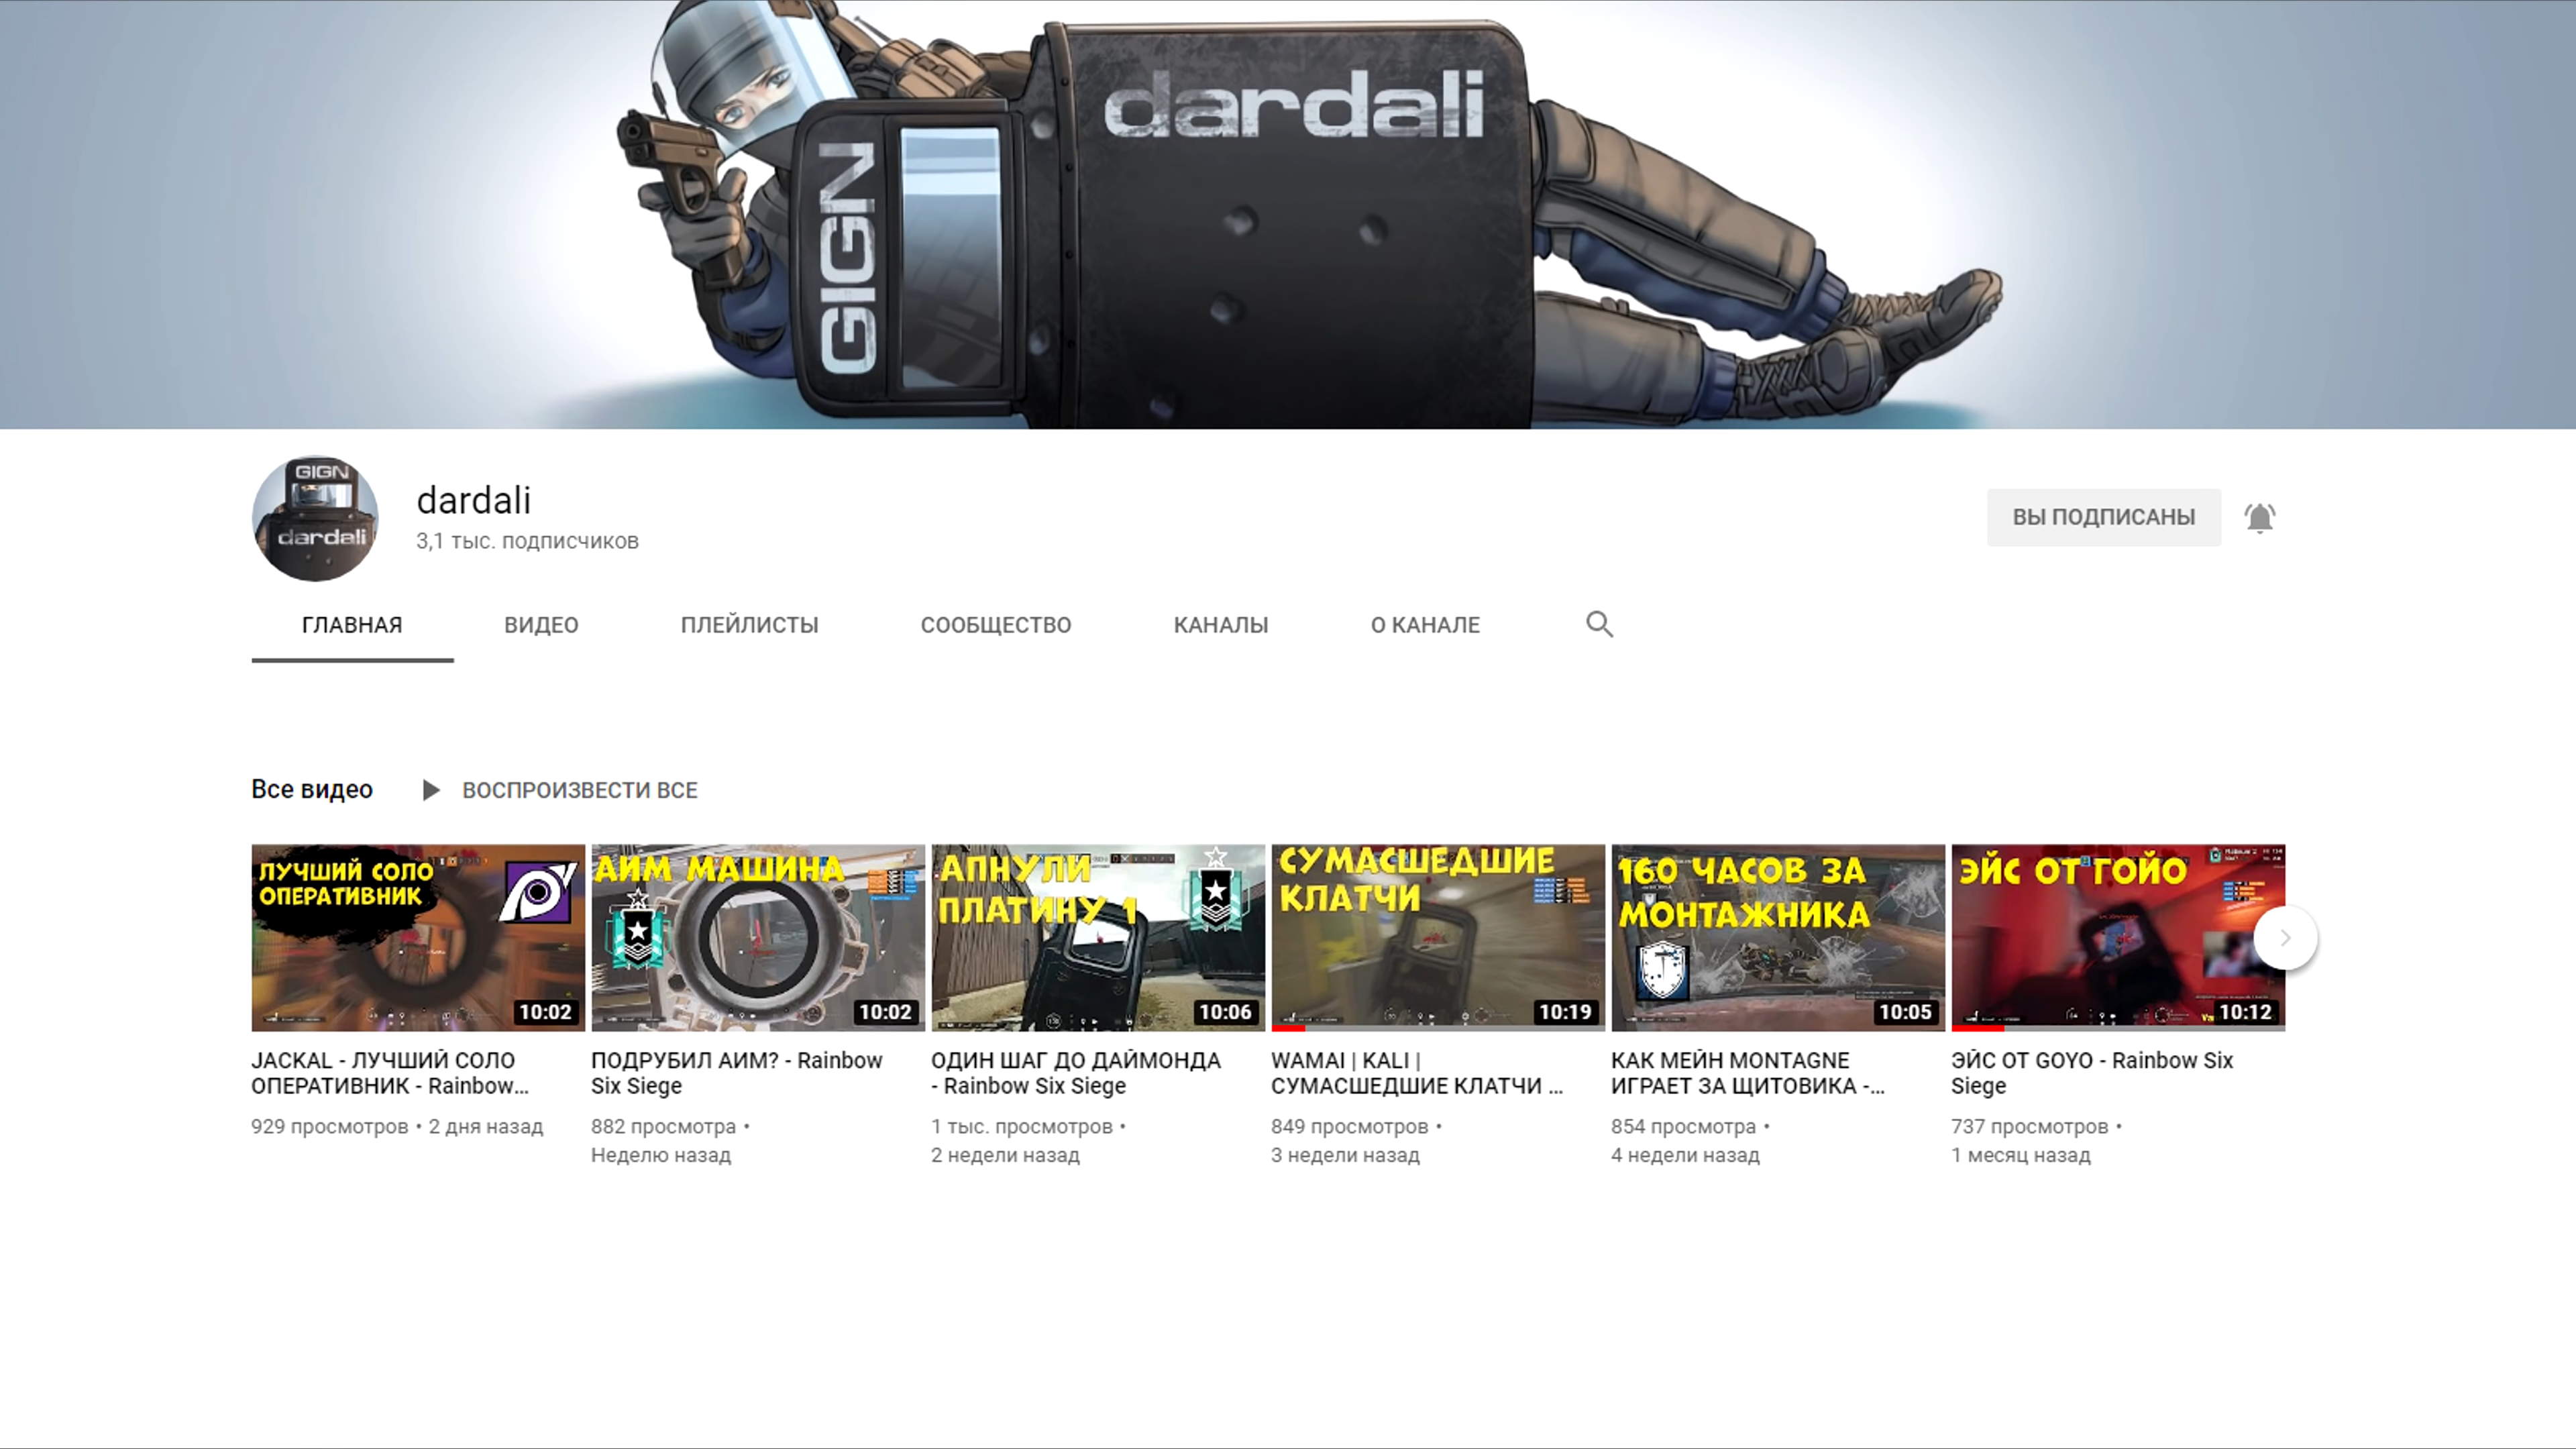 dardali
GIGN
GIGN
dardali
dardali
3,1 тыс. подписчиков
ВЫ ПОДПИСАНЫ
ГЛАВНАЯ
ВИДЕО
ПЛЕЙЛИСТЫ
СООБЩЕСТВО
КАНАЛЫ
О КАНАЛЕ
Все видео
ВОСПРОИЗВЕСТИ ВСЕ
ЛУЧШИЙ СОЛО
ОПЕРАТИВНИК
10:02
АИМ МАШИНА
10:02
АПНУЛИ
ПЛАТИНУ 1
10:06
СУМАСШЕДШИЕ
КЛАТЧИ
10:19
160 ЧАСОВ ЗА
МОНТАЖНИКА
10:05
ЭЙС ОТ ГОЙО
10:12
JACKAL - ЛУЧШИЙ СОЛО
ОПЕРАТИВНИК - Rainbow...
929 просмотров • 2 дня назад
ПОДРУБИЛ АИМ? - Rainbow
Six Siege
882 просмотра •
Неделю назад
ОДИН ШАГ ДО ДАЙМОНДА
- Rainbow Six Siege
1 тыс. просмотров •
2 недели назад
WAMAI | KALI |
СУМАСШЕДШИЕ КЛАТЧИ ...
849 просмотров •
3 недели назад
КАК МЕЙН MONTAGNE
ИГРАЕТ ЗА ЩИТОВИКА -...
854 просмотра •
4 недели назад
ЭЙС ОТ GOYO - Rainbow Six
Siege
737 просмотров •
1 месяц назад